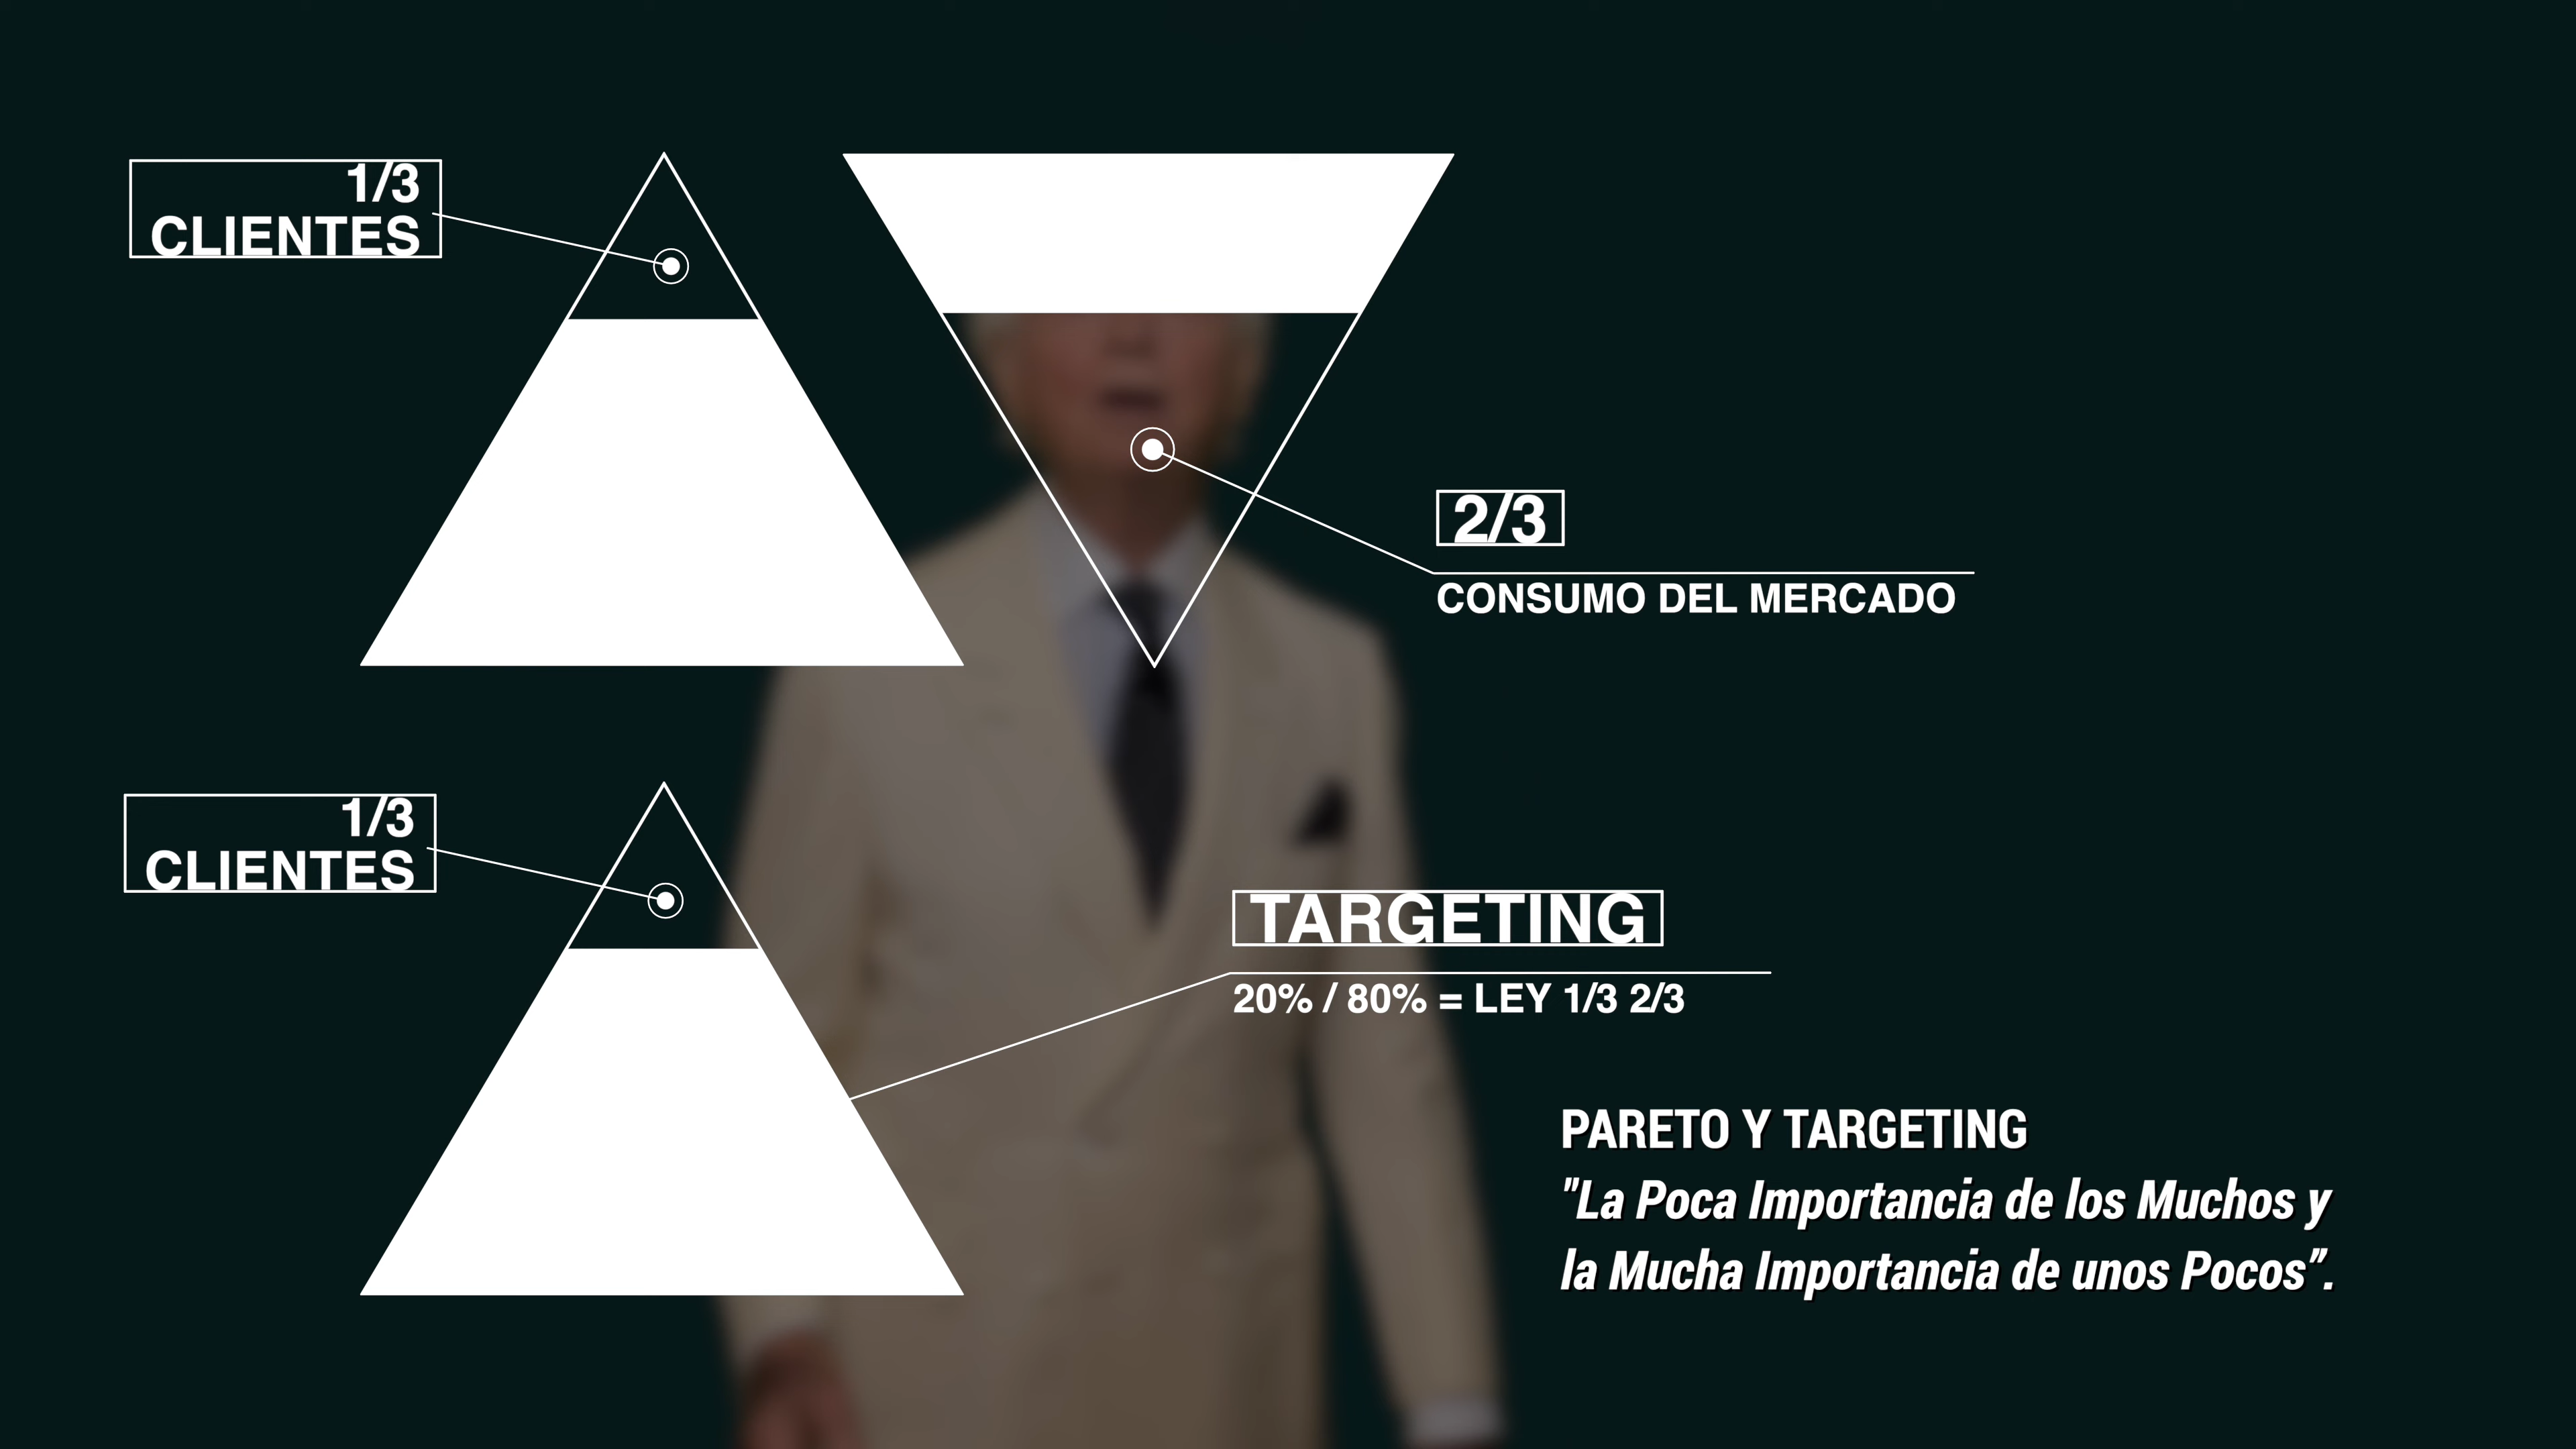 1/3
CLIENTES
2/3
CONSUMO DEL MERCADO
1/3
CLIENTES
TARGETING
20% / 80% = LEY 1/3 2/3
PARETO Y TARGETING
"La Poca Importancia de los Muchos y
la Mucha Importancia de unos Pocos”.